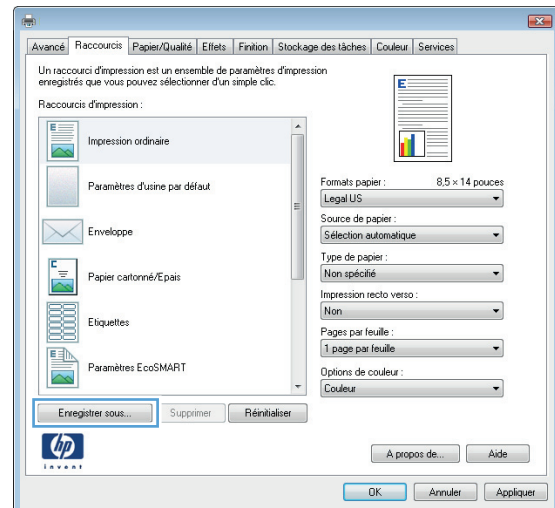 Avancé Raccourcis Papier/Qualité Effets Finition Stockage des tâches Couleur Services
Un raccourci d'impression est un ensemble de paramètres d'impression
enregistrés que vous pouvez sélectionner d'un simple clic.
Raccourcis d'impression :
Impression ordinaire
Paramètres d'usine par défaut
Enveloppe
Papier cartonné/Epais
Etiquettes
Paramètres EcoSMART
Enregistrer sous... Supprimer Réinitialiser
E
Formats papier : 8,5 × 14 pouces
Legal US
Source de papier :
Sélection automatique
Type de papier :
Non spécifié
Impression recto verso :
Non
Pages par feuille :
1 page par feuille
Options de couleur :
Couleur
hp
invent
A propos de... Aide
OK Annuler Appliquer